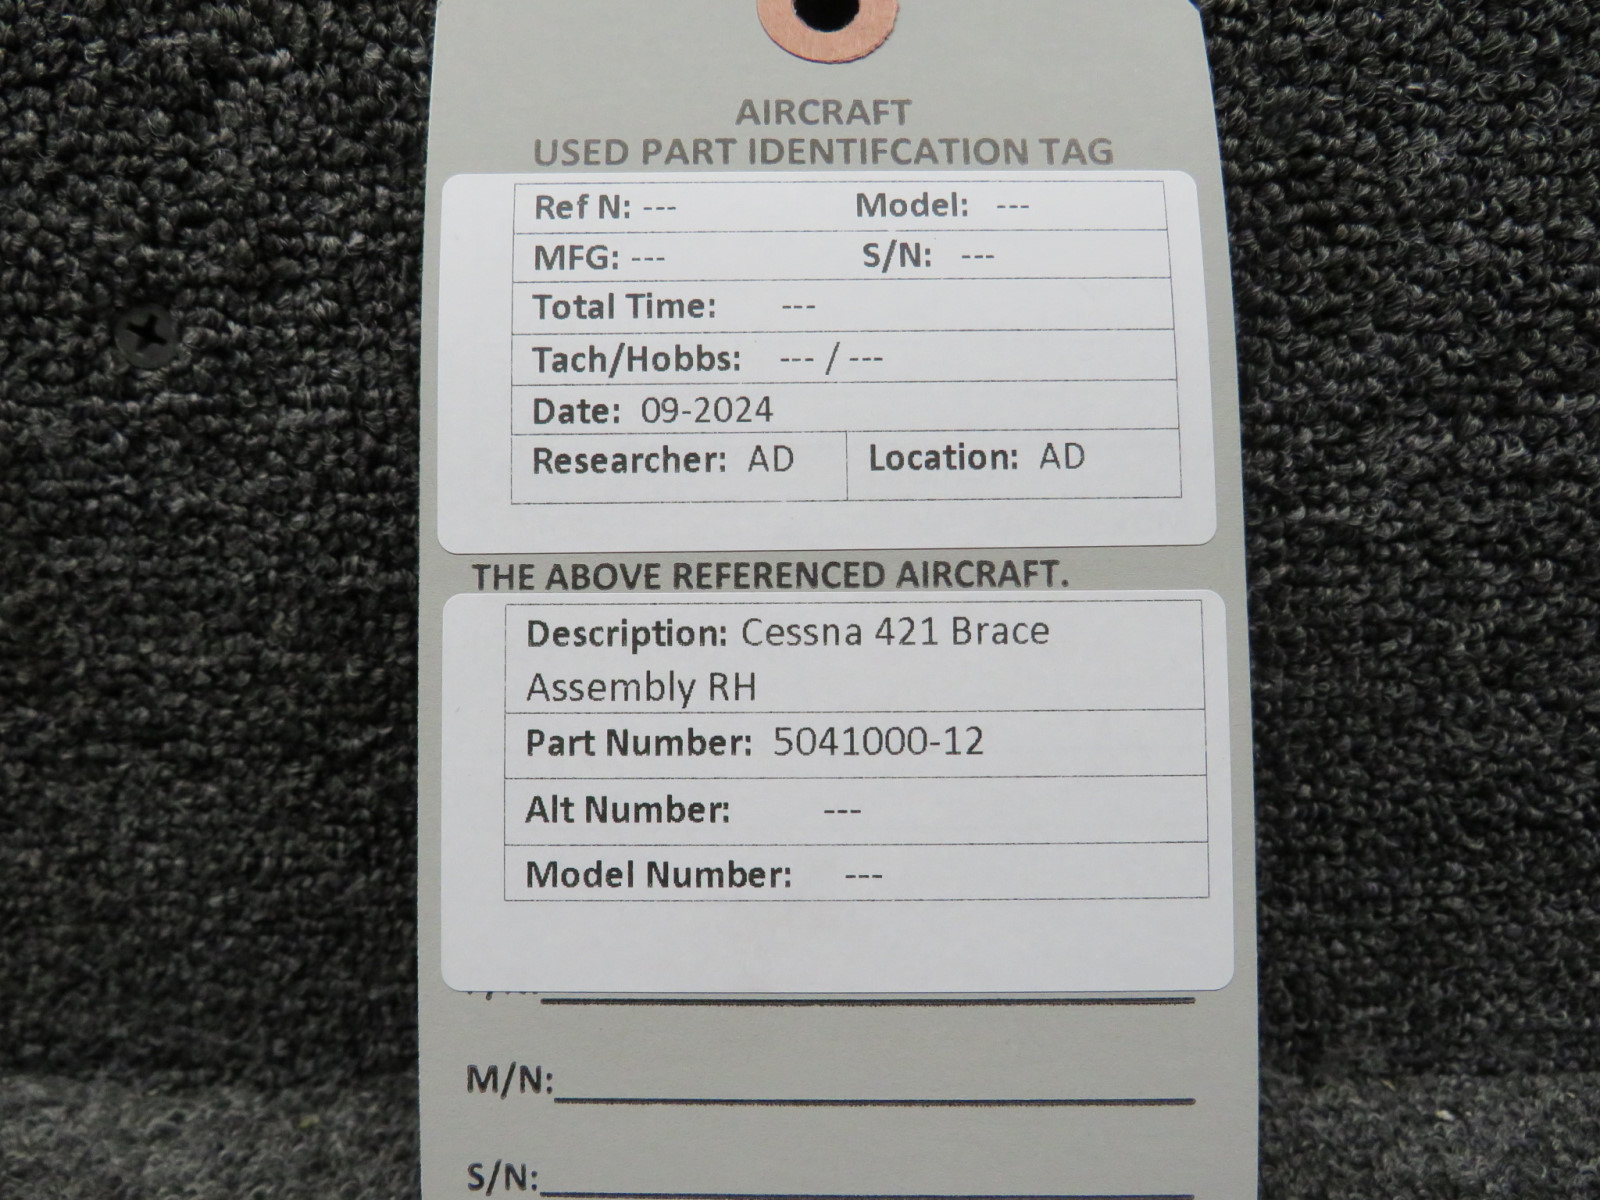 AIRCRAFT
USED PART IDENTIFCATION TAG
Ref N: --- Model: ---
MFG: --- S/N: ---
Total Time: ---
Tach/Hobbs: --- / ---
Date: 09-2024
Researcher: AD Location: AD
THE ABOVE REFERENCED AIRCRAFT.
Description: Cessna 421 Brace
Assembly RH
Part Number: 5041000-12
Alt Number: ---
Model Number: ---
M/N:
S/N: